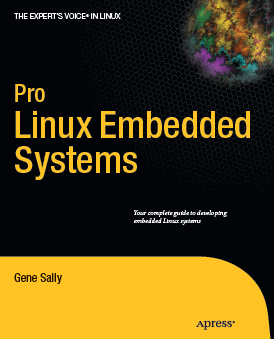 THE EXPERT'S VOICE® IN LINUX
Pro
Linux Embedded
Systems
Your complete guide to developing
embedded Linux systems
Gene Sally
Apress®